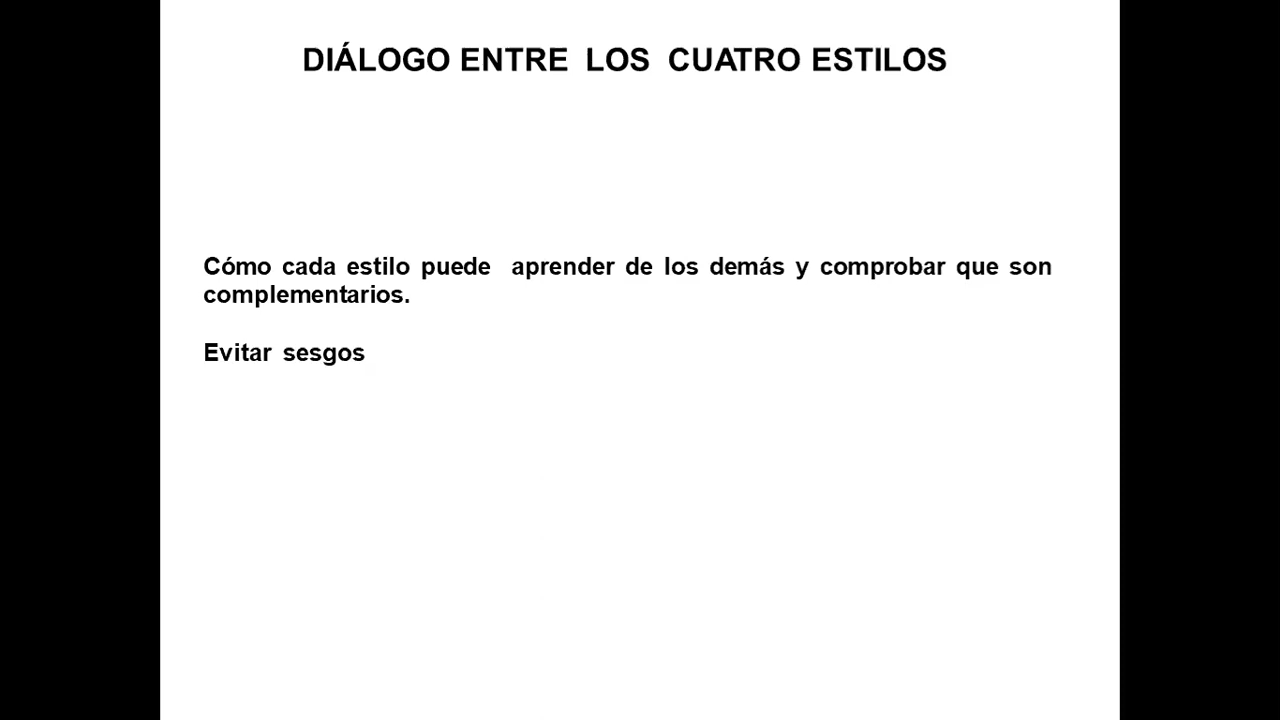 DIÁLOGO ENTRE LOS CUATRO ESTILOS
Cómo cada estilo puede aprender de los demás y comprobar que son
complementarios.
Evitar sesgos